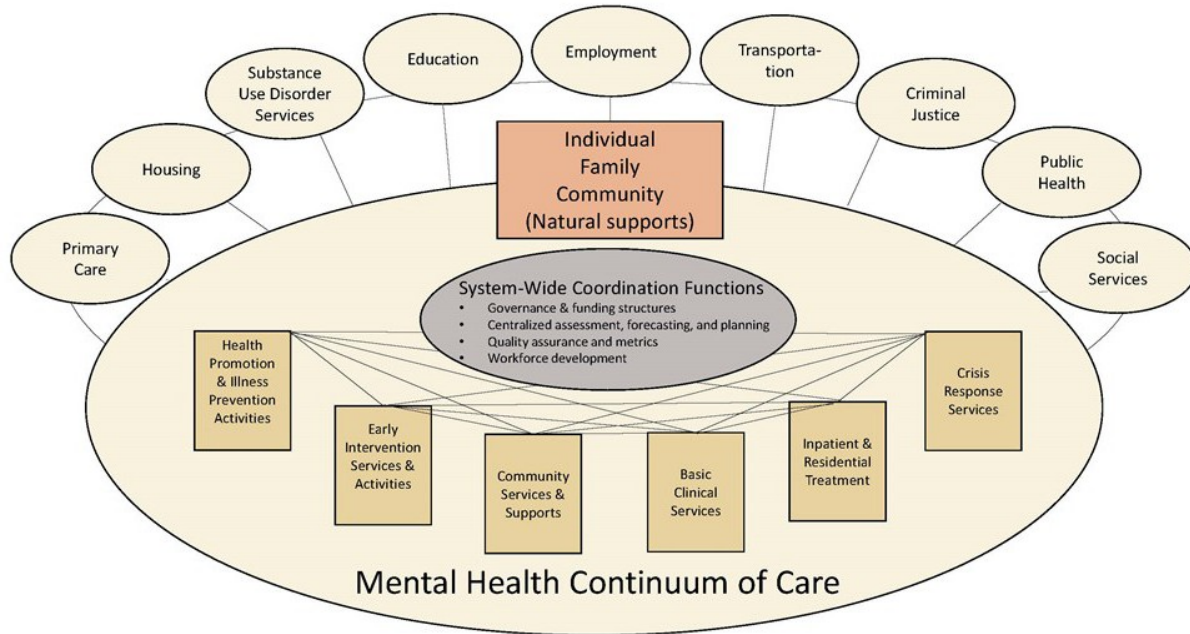 Primary
Care
Housing
Substance
Use Disorder
Services
Education
Employment
Transporta-
tion
Criminal
Justice
Public
Health
Social
Services
Individual
Family
Community
(Natural supports)
System-Wide Coordination Functions
• Governance & funding structures
• Centralized assessment, forecasting, and planning
• Quality assurance and metrics
• Workforce development
Health
Promotion
& Illness
Prevention
Activities
Early
Intervention
Services &
Activities
Community
Services &
Supports
Basic
Clinical
Services
Inpatient &
Residential
Treatment
Crisis
Response
Services
Mental Health Continuum of Care